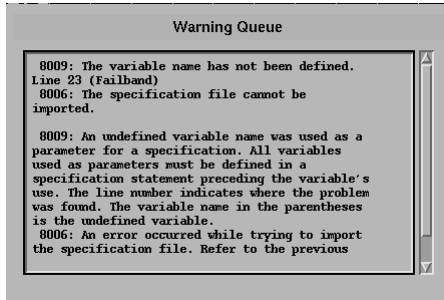 Warning Queue
8009: The variable name has not been defined.
Line 23 (Failband)
8006: The specification file cannot be
imported.
8009: An undefined variable name was used as a
parameter for a specification. All variables
used as parameters must be defined in a
specification statement preceding the variable's
use. The line number indicates where the problem
was found. The variable name in the parentheses
is the undefined variable.
8006: An error occurred while trying to import
the specification file. Refer to the previous